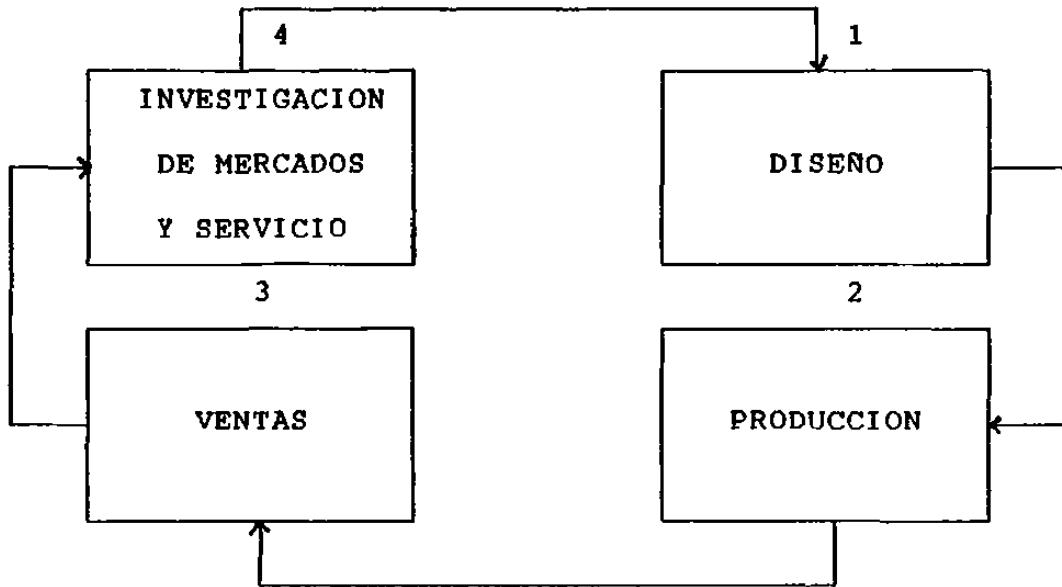 4
1
INVESTIGACION
DE MERCADOS
Y SERVICIO
DISEÑO
3
2
VENTAS
PRODUCCION